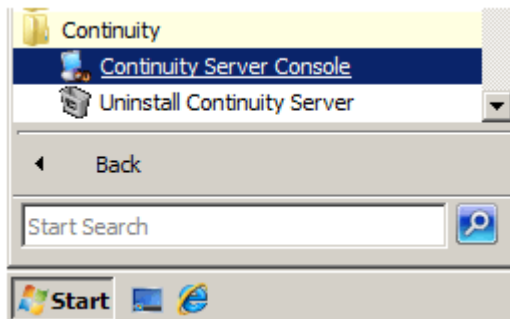 Continuity
Continuity Server Console
Uninstall Continuity Server
Back
Start Search
Start